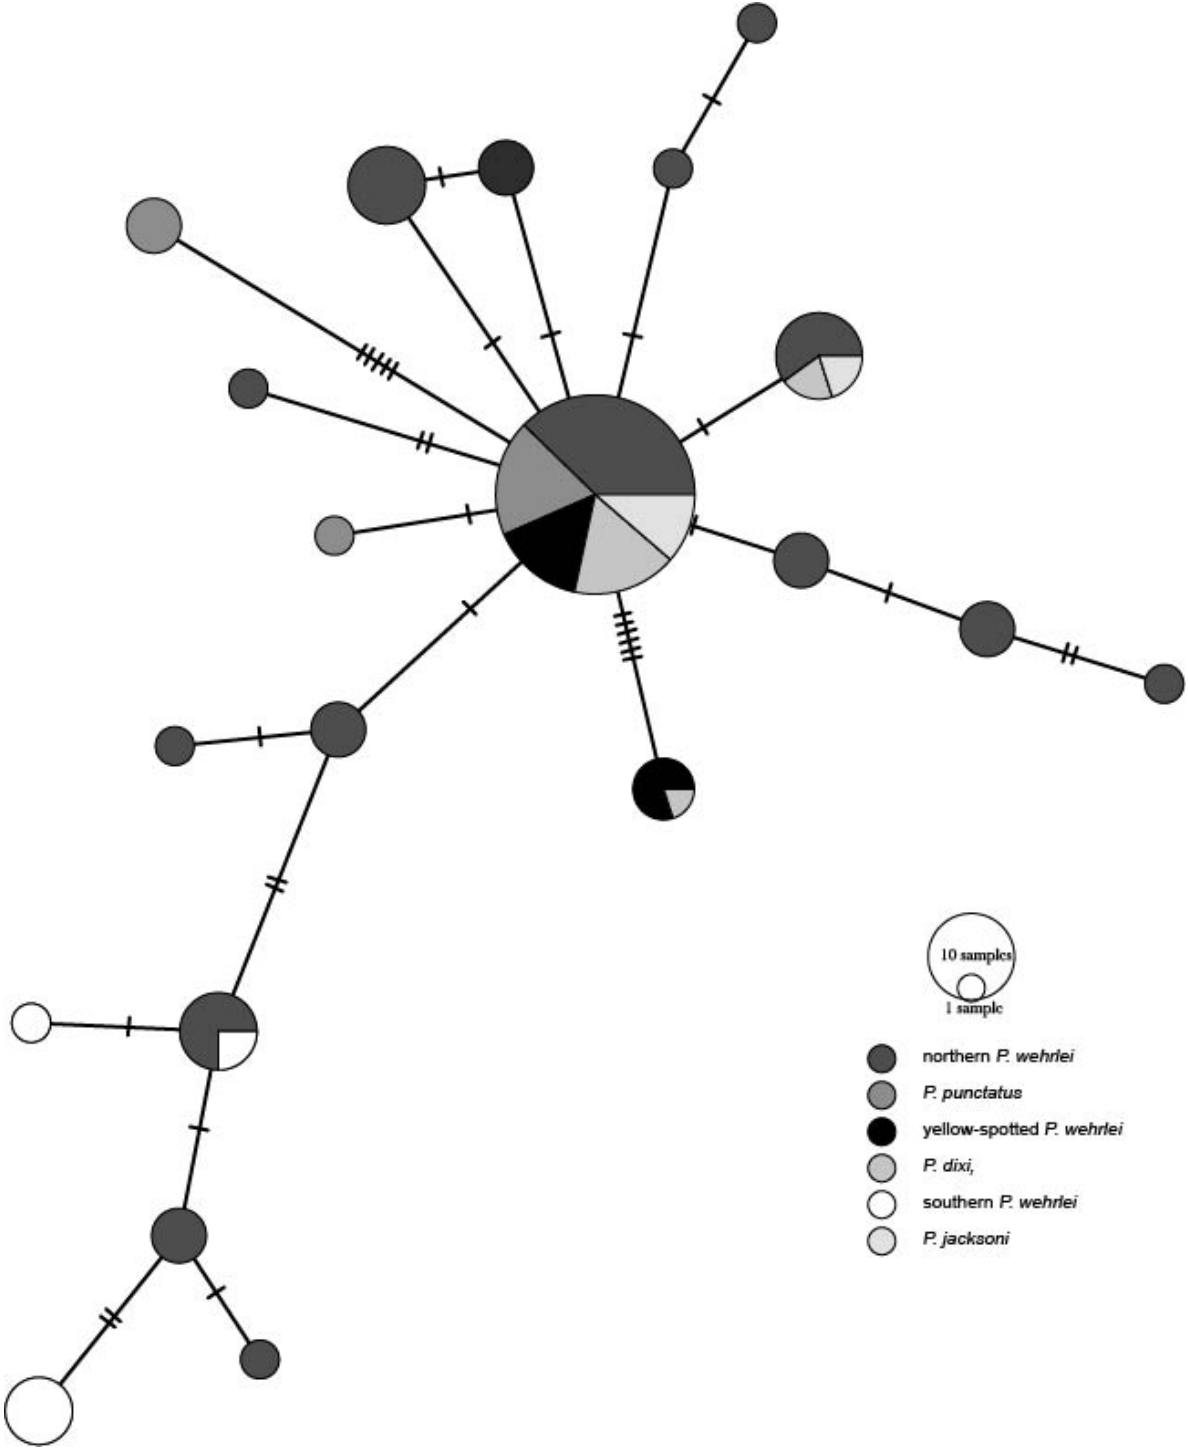 10 samples
1 sample
northern P. wehrlei
P. punctatus
yellow-spotted P. wehrlei
P. dixi,
southern P. wehrlei
P. jacksoni